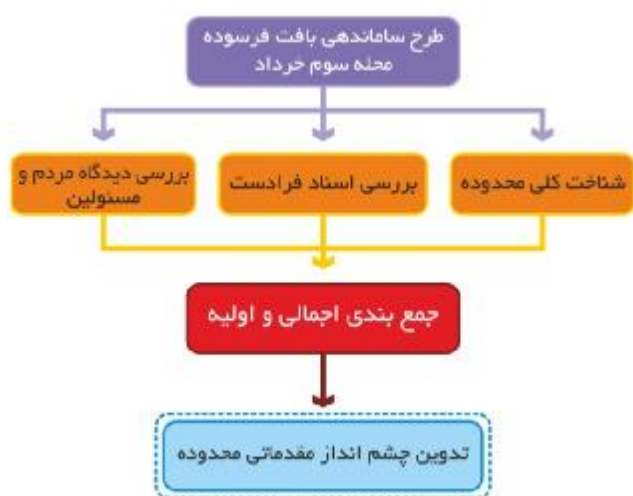 طرح ساماندهی بافت فرسوده
محله سوم خرداد
شناخت کلی محدوده
بررسی اسناد فرادست
بررسی دیدگاه مردم و
مسئولین
جمع بندی اجمالی و اولیه
تدوین چشم انداز مقدماتی محدوده